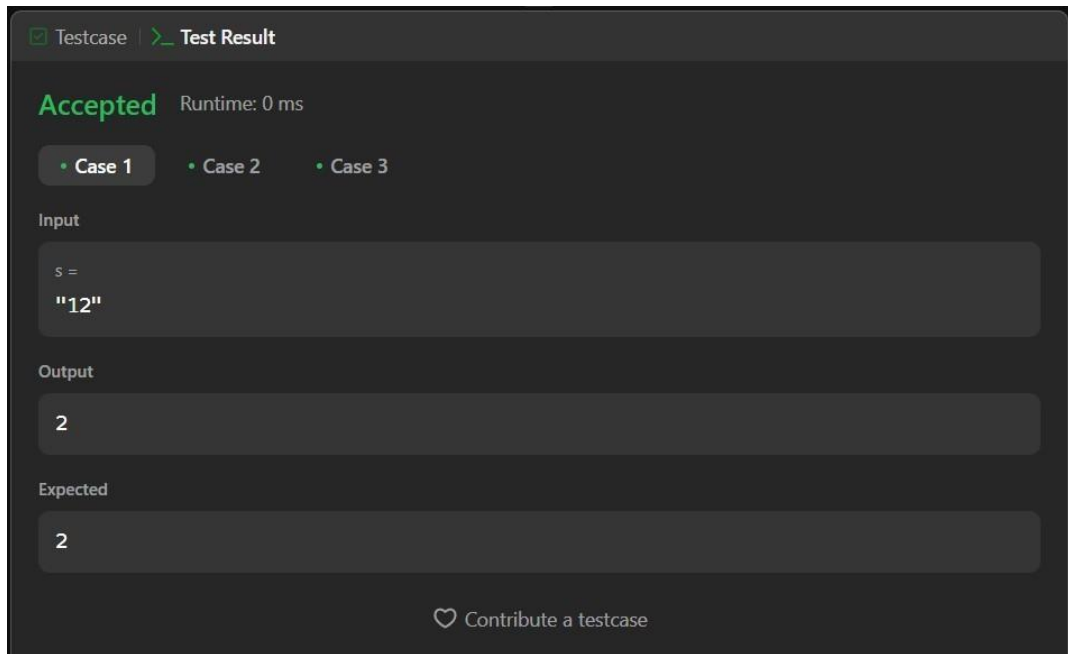 Testcase | >_ Test Result
Accepted Runtime: 0 ms
• Case 1 • Case 2 • Case 3
Input
s =
"12"
Output
2
Expected
2
Contribute a testcase